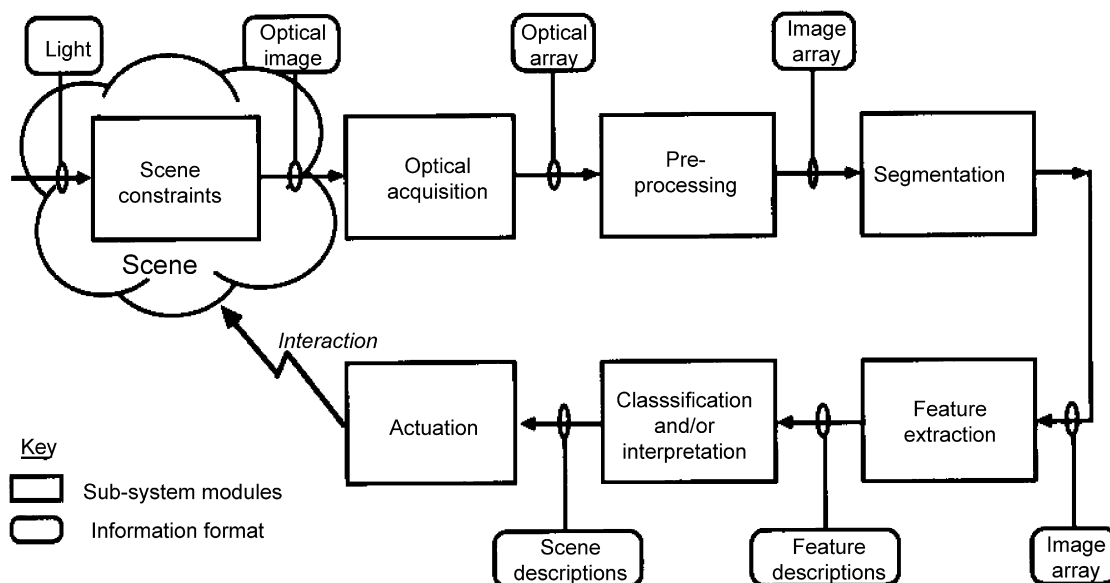 Light
Optical
image
Optical
array
Image
array
Scene
constraints
Optical
acquisition
Pre-
processing
Segmentation
Scene
Interaction
Actuation
Classsification
and/or
interpretation
Feature
extraction
Key
Sub-system modules
Information format
Scene
descriptions
Feature
descriptions
Image
array